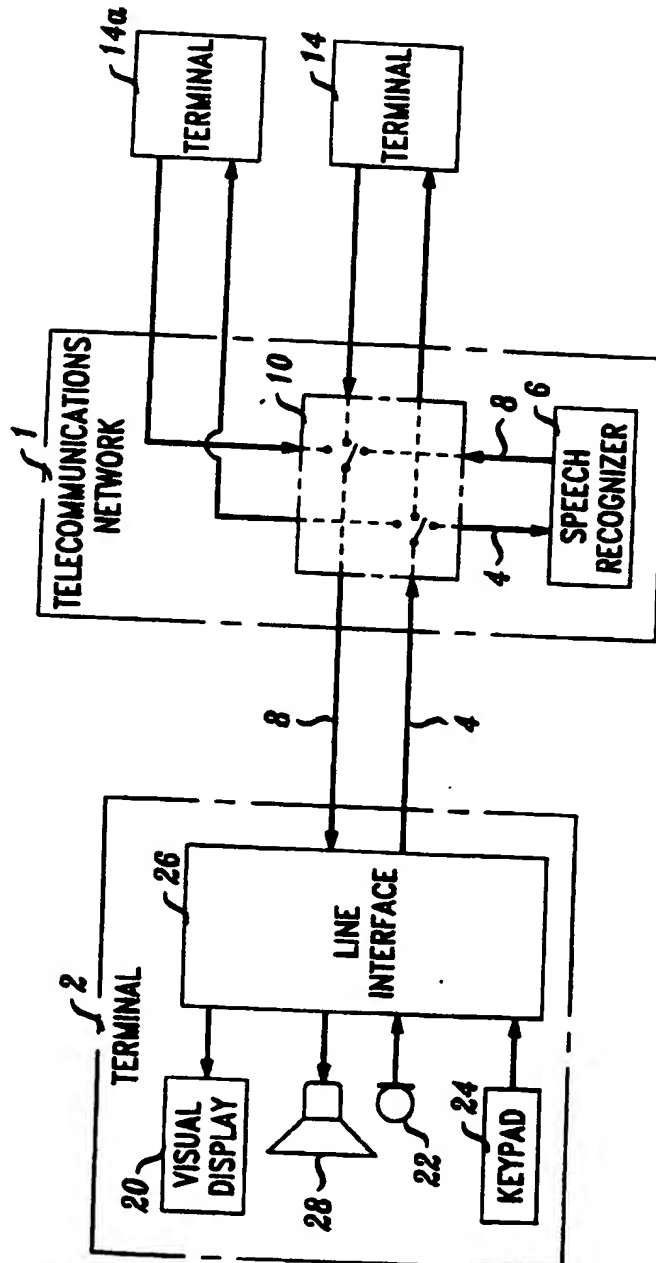 2
TERMINAL
20
VISUAL
DISPLAY
28
22
24
KEYPAD
26
LINE
INTERFACE
8
4
1
TELECOMMUNICATIONS
NETWORK
10
8
4
6
SPEECH
RECOGNIZER
14a
TERMINAL
14
TERMINAL